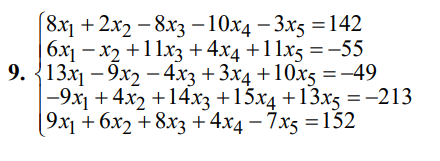 8x₁ + 2x₂ − 8x₃ − 10x₄ − 3x₅ = 142
6x₁ − x₂ + 11x₃ + 4x₄ + 11x₅ = −55
9. 13x₁ − 9x₂ − 4x₃ + 3x₄ + 10x₅ = −49
−9x₁ + 4x₂ + 14x₃ + 15x₄ + 13x₅ = −213
9x₁ + 6x₂ + 8x₃ + 4x₄ − 7x₅ = 152